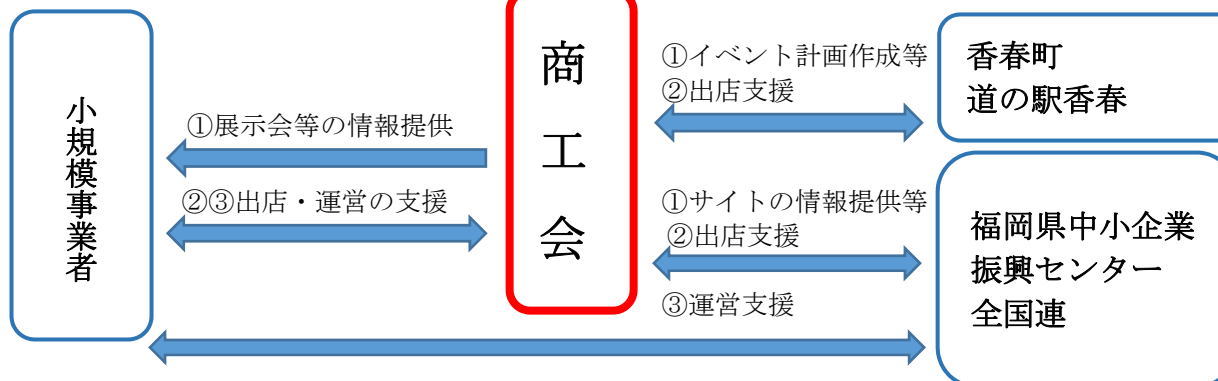 小規模事業者
①展示会等の情報提供
②③出店・運営の支援
商工会
①イベント計画作成等
②出店支援
香春町
道の駅香春
①サイトの情報提供等
②出店支援
③運営支援
福岡県中小企業
振興センター
全国連